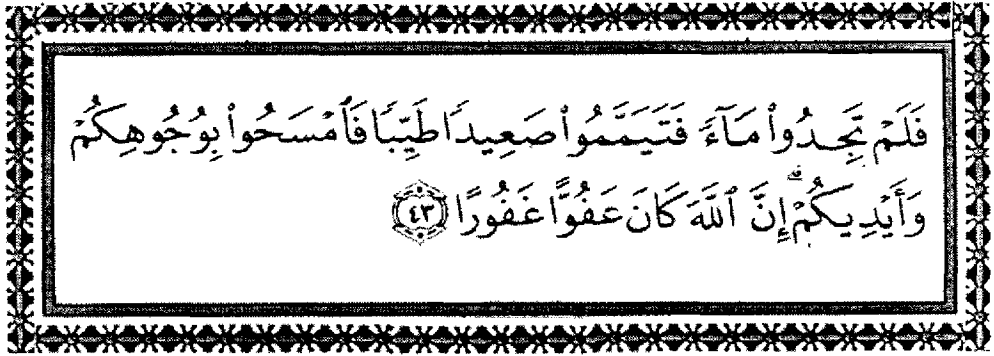 فَلَمْ تَجِدُوا۟ مَآءً فَتَيَمَّمُوا۟ صَعِيدًا طَيِّبًا فَٱمْسَحُوا۟ بِوُجُوهِكُمْ
وَأَيْدِيكُمْ ۗ إِنَّ ٱللَّهَ كَانَ عَفُوًّا غَفُورًا ٤٣